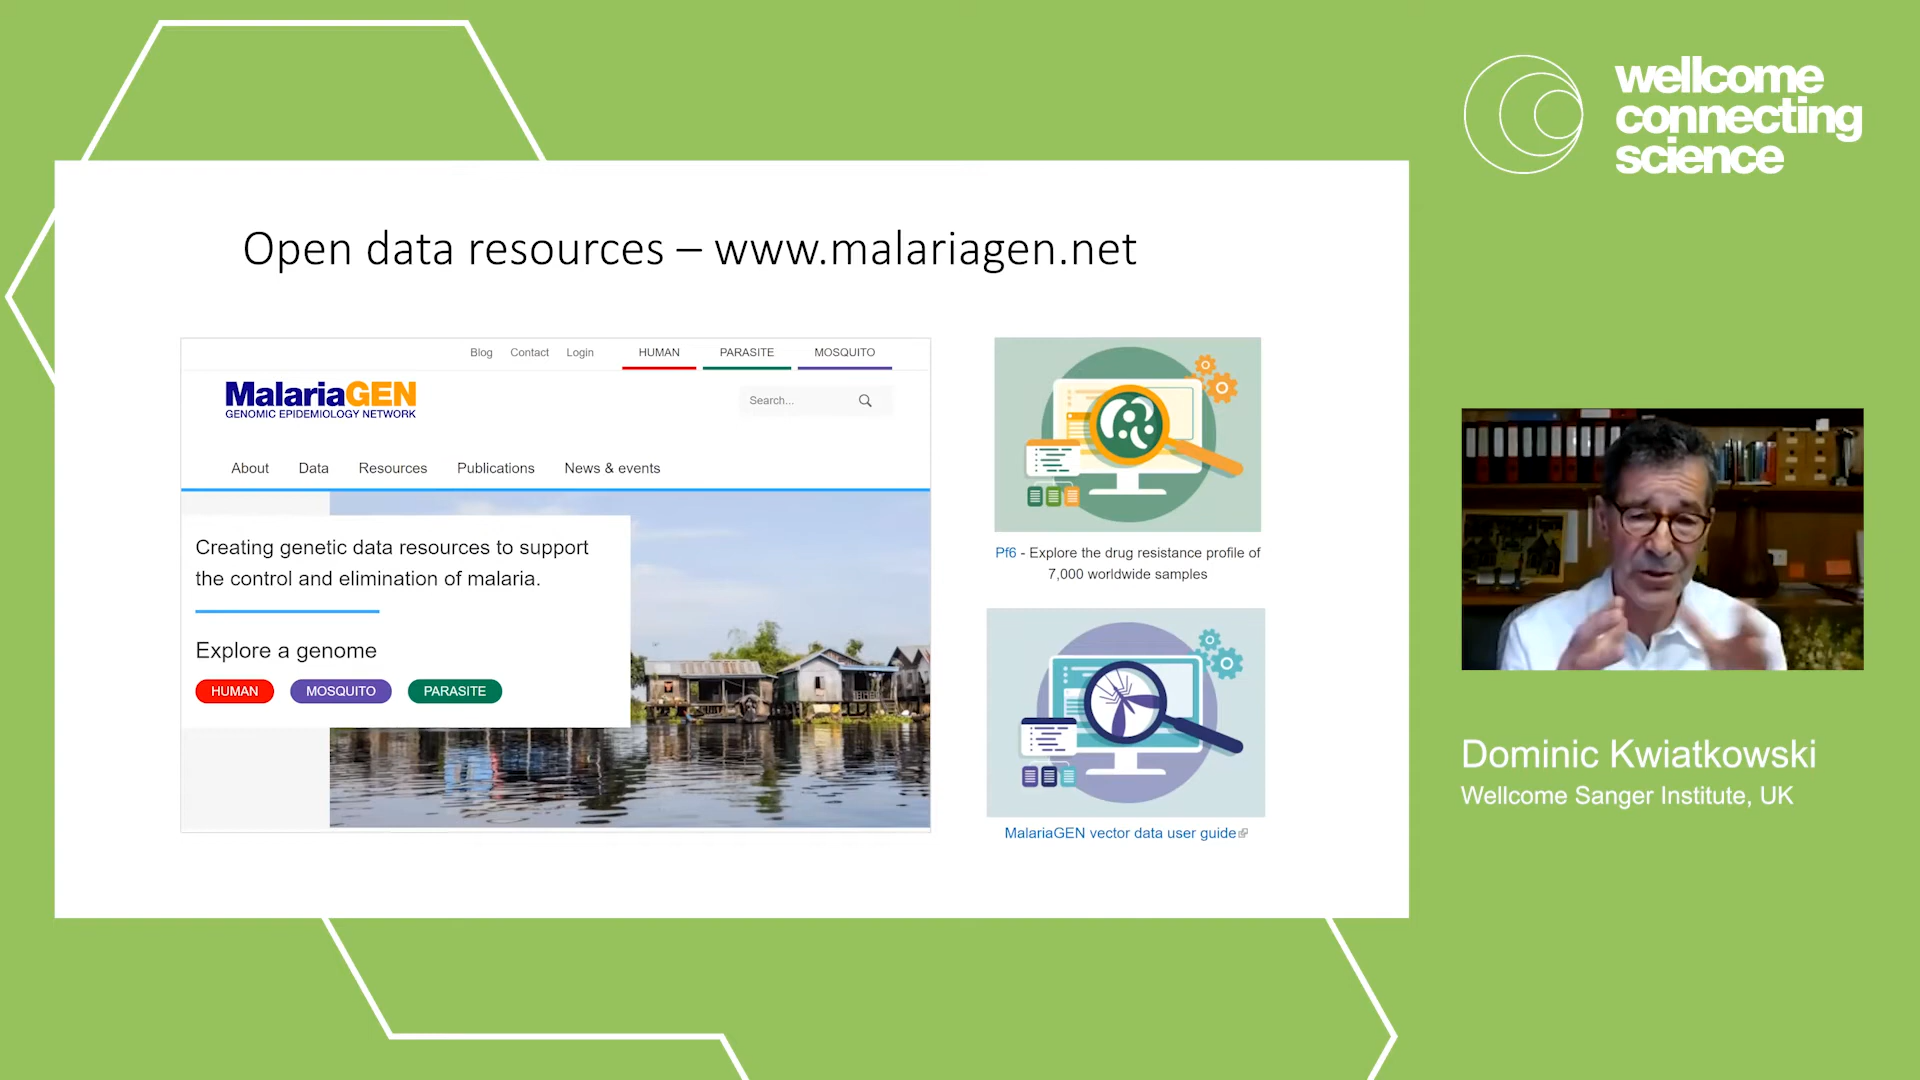 wellcome
connecting
science
Open data resources – www.malariagen.net
Blog Contact Login HUMAN PARASITE MOSQUITO
MalariaGEN
GENOMIC EPIDEMIOLOGY NETWORK
Search...
About Data Resources Publications News & events
Creating genetic data resources to support
the control and elimination of malaria.
Explore a genome
HUMAN MOSQUITO PARASITE
Pf6 - Explore the drug resistance profile of
7,000 worldwide samples
MalariaGEN vector data user guide
Dominic Kwiatkowski
Wellcome Sanger Institute, UK